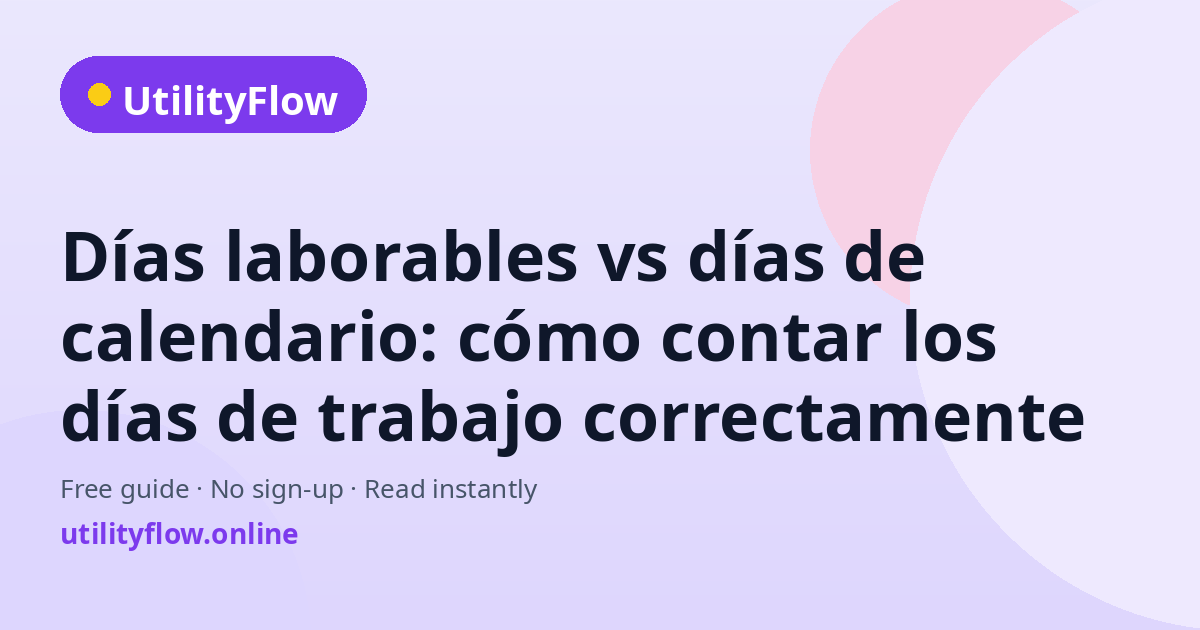 UtilityFlow
Días laborables vs días de
calendario: cómo contar los
días de trabajo correctamente
Free guide · No sign-up · Read instantly
utilityflow.online